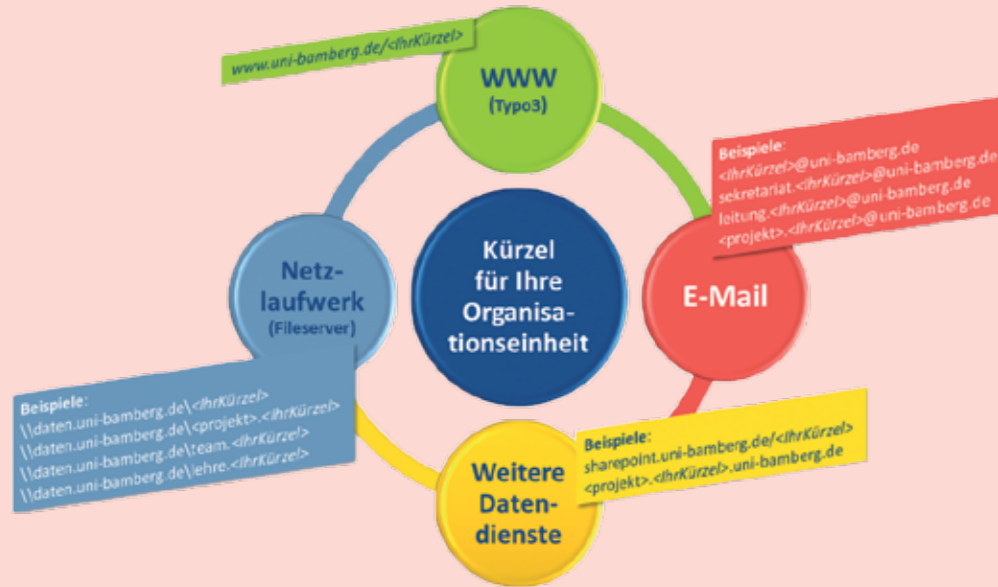 www.uni-bamberg.de/<IhrKürzel>
WWW
(Typo3)
Beispiele:
<IhrKürzel>@uni-bamberg.de
sekretariat.<IhrKürzel>@uni-bamberg.de
leitung.<IhrKürzel>@uni-bamberg.de
<projekt>.<IhrKürzel>@uni-bamberg.de
Netz-
laufwerk
(Fileserver)
Kürzel
für Ihre
Organisa-
tionseinheit
E-Mail
Beispiele:
\\daten.uni-bamberg.de\<IhrKürzel>
\\daten.uni-bamberg.de\<projekt>.<IhrKürzel>
\\daten.uni-bamberg.de\team.<IhrKürzel>
\\daten.uni-bamberg.de\lehre.<IhrKürzel>
Beispiele:
sharepoint.uni-bamberg.de/<IhrKürzel>
<projekt>.<IhrKürzel>.uni-bamberg.de
Weitere
Daten-
dienste